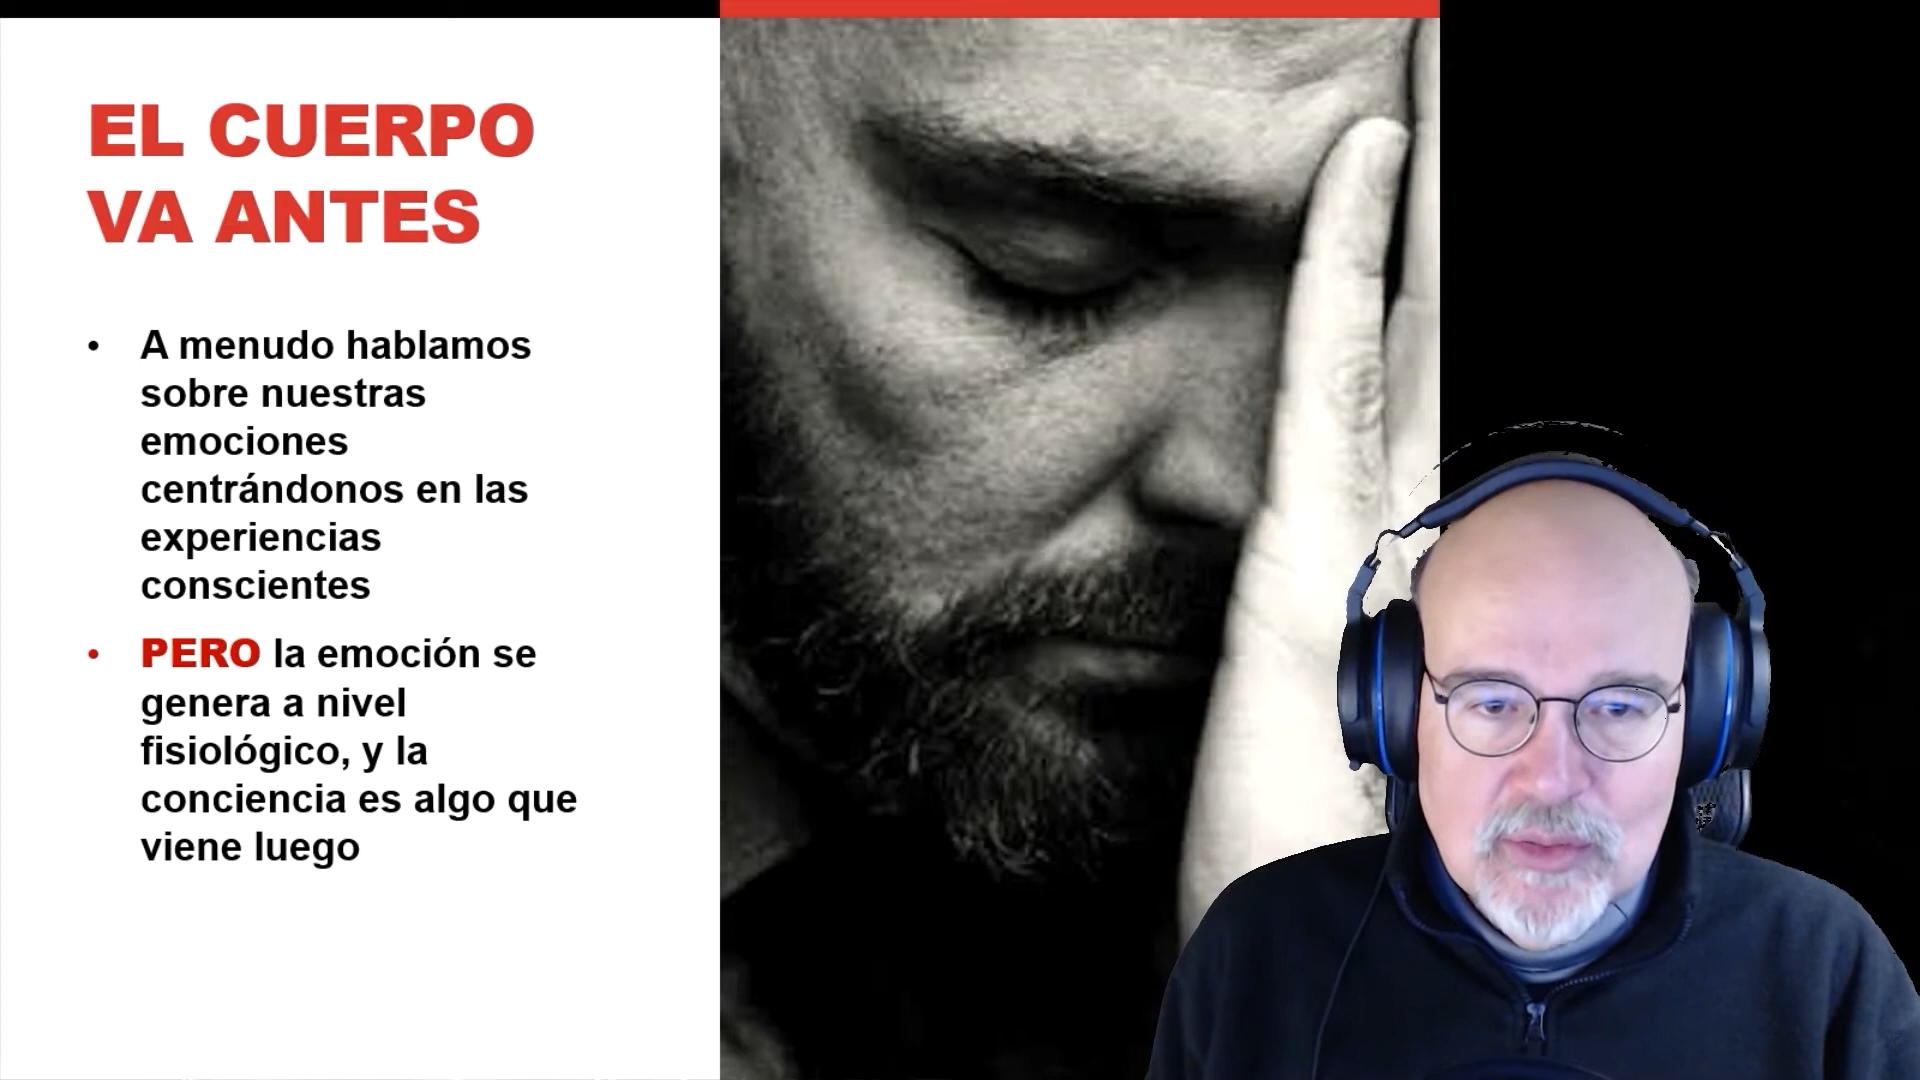 EL CUERPO
VA ANTES
• A menudo hablamos
sobre nuestras
emociones
centrándonos en las
experiencias
conscientes
• PERO la emoción se
genera a nivel
fisiológico, y la
conciencia es algo que
viene luego